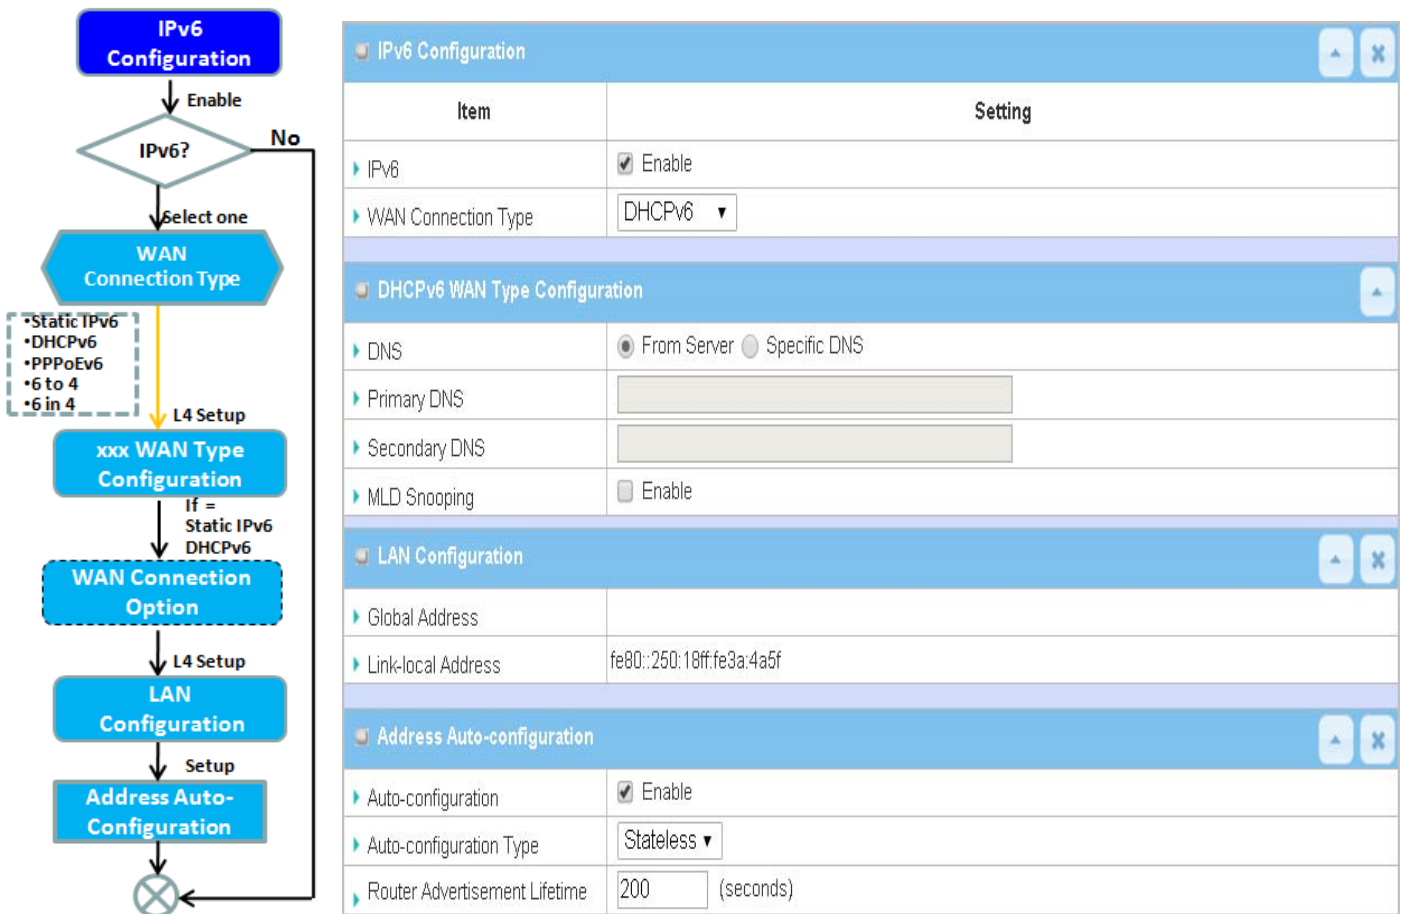 IPv6
Configuration
Enable
IPv6?
No
Select one
WAN
Connection Type
•Static IPv6
•DHCPv6
•PPPoEv6
•6 to 4
•6 in 4
L4 Setup
xxx WAN Type
Configuration
If =
Static IPv6
DHCPv6
WAN Connection
Option
L4 Setup
LAN
Configuration
Setup
Address Auto-
Configuration
IPv6 Configuration
Item Setting
IPv6 Enable
WAN Connection Type DHCPv6
DHCPv6 WAN Type Configuration
DNS From Server Specific DNS
Primary DNS
Secondary DNS
MLD Snooping Enable
LAN Configuration
Global Address
Link-local Address fe80::250:18ff:fe3a:4a5f
Address Auto-configuration
Auto-configuration Enable
Auto-configuration Type Stateless
Router Advertisement Lifetime 200 (seconds)